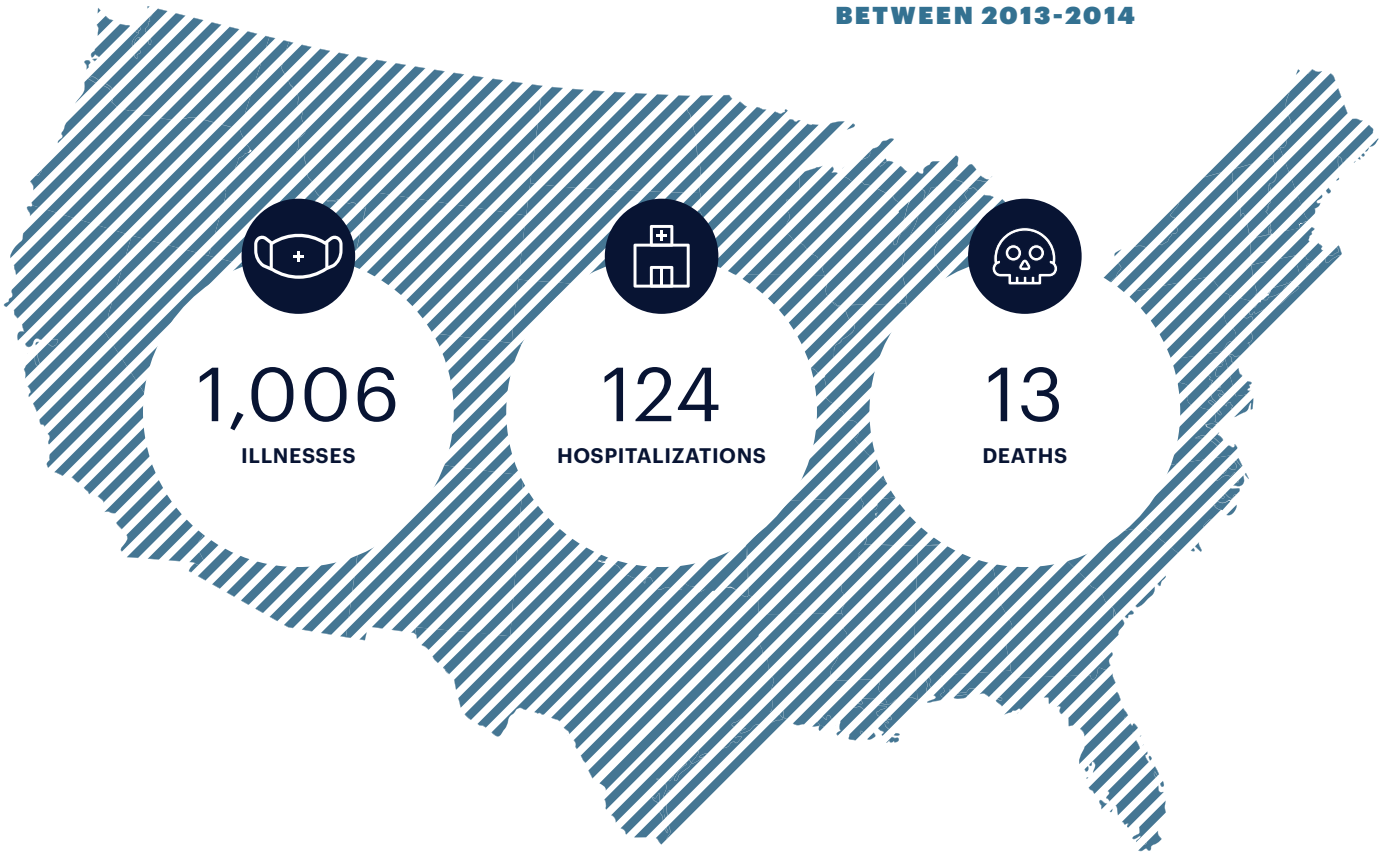 BETWEEN 2013-2014
1,006
ILLNESSES
124
HOSPITALIZATIONS
13
DEATHS